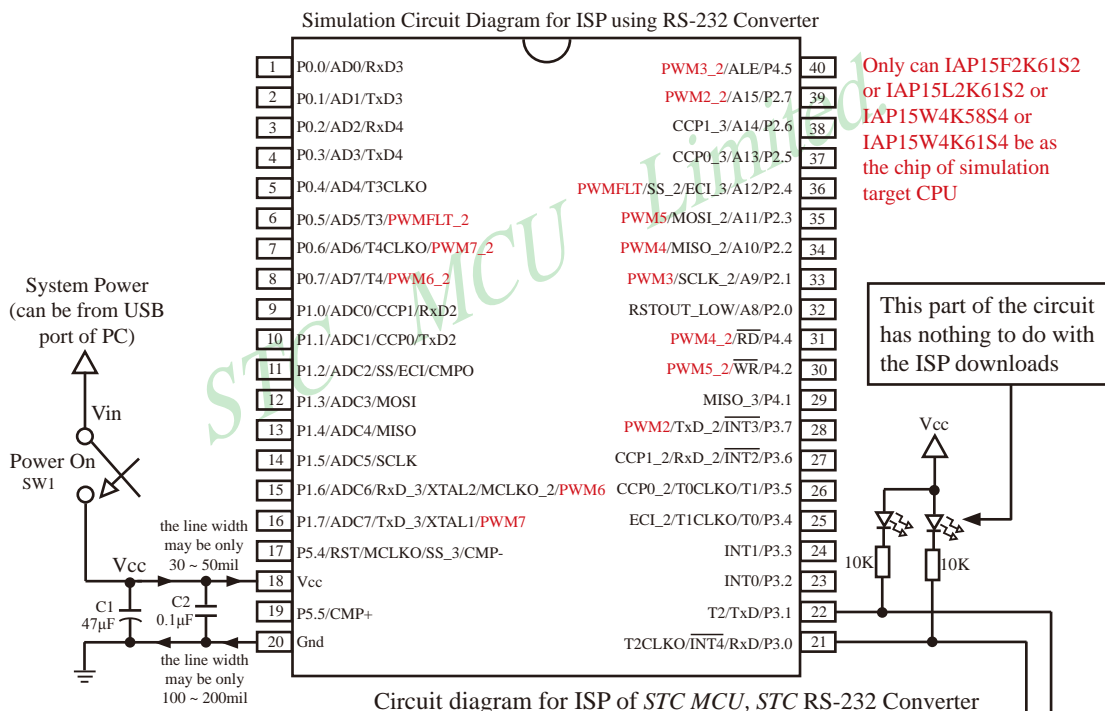 Simulation Circuit Diagram for ISP using RS-232 Converter
1 P0.0/AD0/RxD3
2 P0.1/AD1/TxD3
3 P0.2/AD2/RxD4
4 P0.3/AD3/TxD4
5 P0.4/AD4/T3CLKO
6 P0.5/AD5/T3/PWMFLT_2
7 P0.6/AD6/T4CLKO/PWM7_2
8 P0.7/AD7/T4/PWM6_2
9 P1.0/ADC0/CCP1/RxD2
10 P1.1/ADC1/CCP0/TxD2
11 P1.2/ADC2/SS/ECI/CMPO
12 P1.3/ADC3/MOSI
13 P1.4/ADC4/MISO
14 P1.5/ADC5/SCLK
15 P1.6/ADC6/RxD_3/XTAL2/MCLKO_2/PWM6
16 P1.7/ADC7/TxD_3/XTAL1/PWM7
17 P5.4/RST/MCLKO/SS_3/CMP-
18 Vcc
19 P5.5/CMP+
20 Gnd
PWM3_2/ALE/P4.5 40
PWM2_2/A15/P2.7 39
CCP1_3/A14/P2.6 38
CCP0_3/A13/P2.5 37
PWMFLT/SS_2/ECI_3/A12/P2.4 36
PWM5/MOSI_2/A11/P2.3 35
PWM4/MISO_2/A10/P2.2 34
PWM3/SCLK_2/A9/P2.1 33
RSTOUT_LOW/A8/P2.0 32
PWM4_2/RD/P4.4 31
PWM5_2/WR/P4.2 30
MISO_3/P4.1 29
PWM2/TxD_2/INT3/P3.7 28
CCP1_2/RxD_2/INT2/P3.6 27
CCP0_2/T0CLKO/T1/P3.5 26
ECI_2/T1CLKO/T0/P3.4 25
INT1/P3.3 24
INT0/P3.2 23
T2/TxD/P3.1 22
T2CLKO/INT4/RxD/P3.0 21
STC MCU Limited.
Only can IAP15F2K61S2
or IAP15L2K61S2 or
IAP15W4K58S4 or
IAP15W4K61S4 be as
the chip of simulation
target CPU
System Power
(can be from USB
port of PC)
Vin
Power On
SW1
the line width
may be only
30 ~ 50mil
Vcc
C1
47μF
C2
0.1μF
the line width
may be only
100 ~ 200mil
This part of the circuit
has nothing to do with
the ISP downloads
Vcc
10K
10K
Circuit diagram for ISP of STC MCU, STC RS-232 Converter